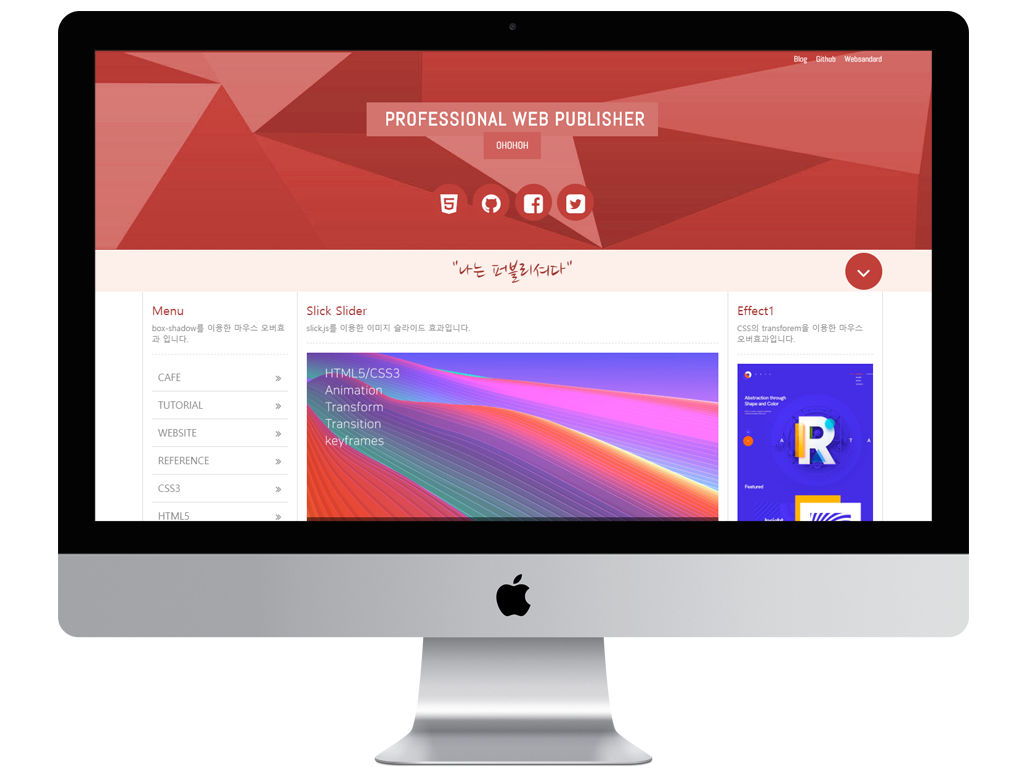 Blog Github Websandard
PROFESSIONAL WEB PUBLISHER
OHOHOH
"나는 퍼블리셔다"
Menu
box-shadow를 이용한 마우스 오버효
과 입니다.
CAFE
TUTORIAL
WEBSITE
REFERENCE
CSS3
HTML5
Slick Slider
slick.js를 이용한 이미지 슬라이드 효과입니다.
HTML5/CSS3
Animation
Transform
Transition
keyframes
Effect1
CSS의 transforem을 이용한 마우스
오버효과입니다.
Abstraction through
Shape and Color
R
Featured